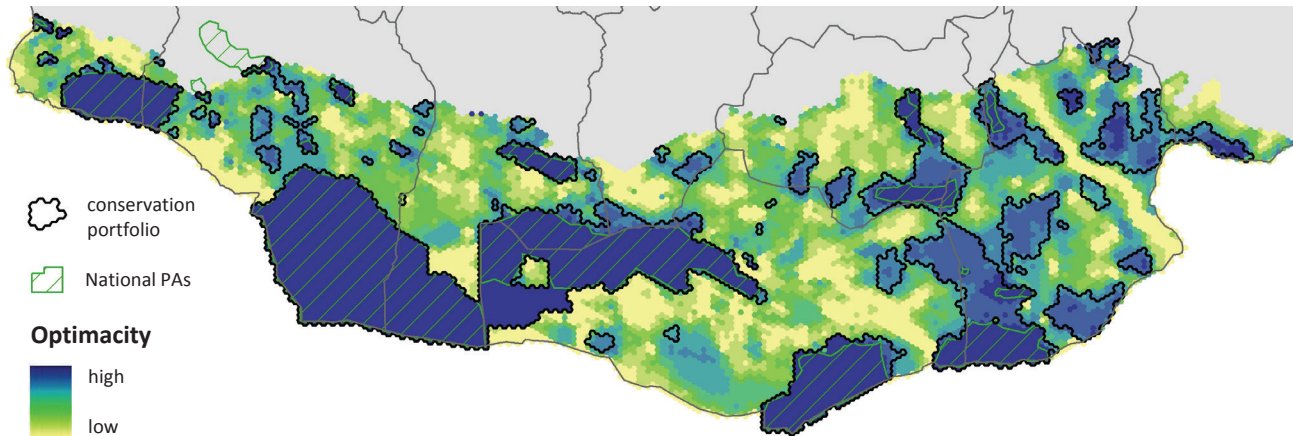 conservation
portfolio
National PAs
Optimacity
high
low